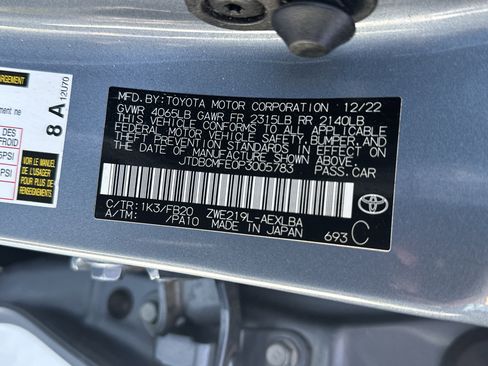 MFD. BY: TOYOTA MOTOR CORPORATION 12/22
GVWR 4065LB GAWR FR 2315LB RR 2140LB
THIS VEHICLE CONFORMS TO ALL APPLICABLE
FEDERAL MOTOR VEHICLE SAFETY, BUMPER, AND
THEFT PREVENTION STANDARDS IN EFFECT ON
THE DATE OF MANUFACTURE SHOWN ABOVE.
JTDBCMFE0P3005783 PASS. CAR
C/TR: 1K3/FB20 ZWE219L-AEXLBA
A/TM: /PA10 MADE IN JAPAN
693 C
8 A 12U70